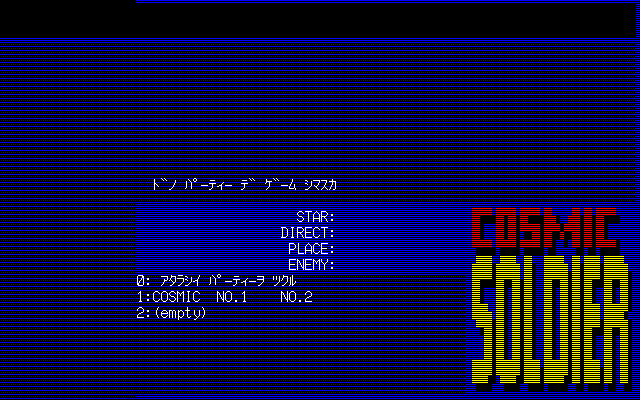 ﾄﾞﾉ ﾊﾟｰﾃｨｰ ﾃﾞ ｹﾞｰﾑ ｼﾏｽｶ
STAR:
DIRECT:
PLACE:
ENEMY:
0: ｱﾀﾗｼｲ ﾊﾟｰﾃｨｰｦ ﾂｸﾙ
1:COSMIC NO.1 NO.2
2:(empty)
COSMIC
SOLDIER